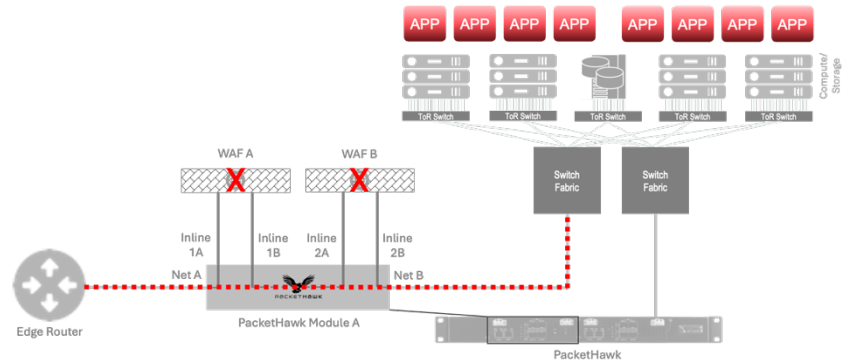 APP APP APP APP APP APP APP APP
Compute/
Storage
ToR Switch ToR Switch ToR Switch ToR Switch ToR Switch
WAF A WAF B
Switch
Fabric
Switch
Fabric
Inline
1A
Inline
1B
Inline
2A
Inline
2B
Net A
Net B
PACKETHAWK
Edge Router
PacketHawk Module A
PacketHawk